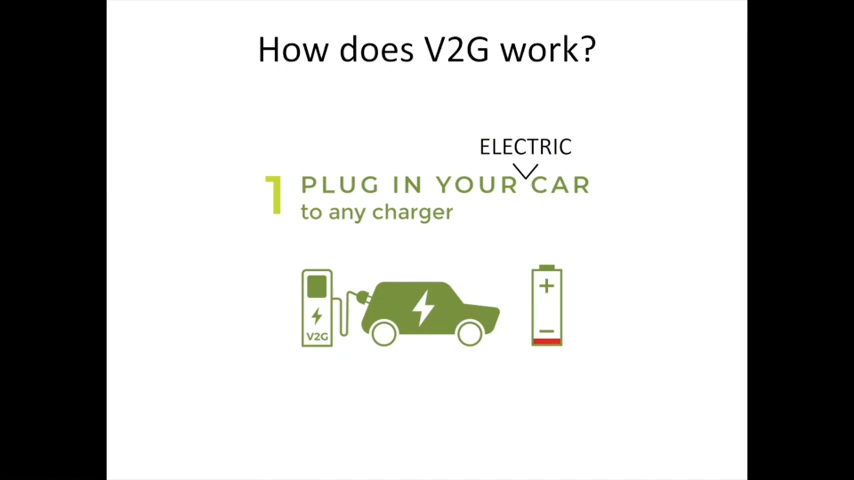 How does V2G work?
ELECTRIC
1 PLUG IN YOUR CAR
to any charger
V2G